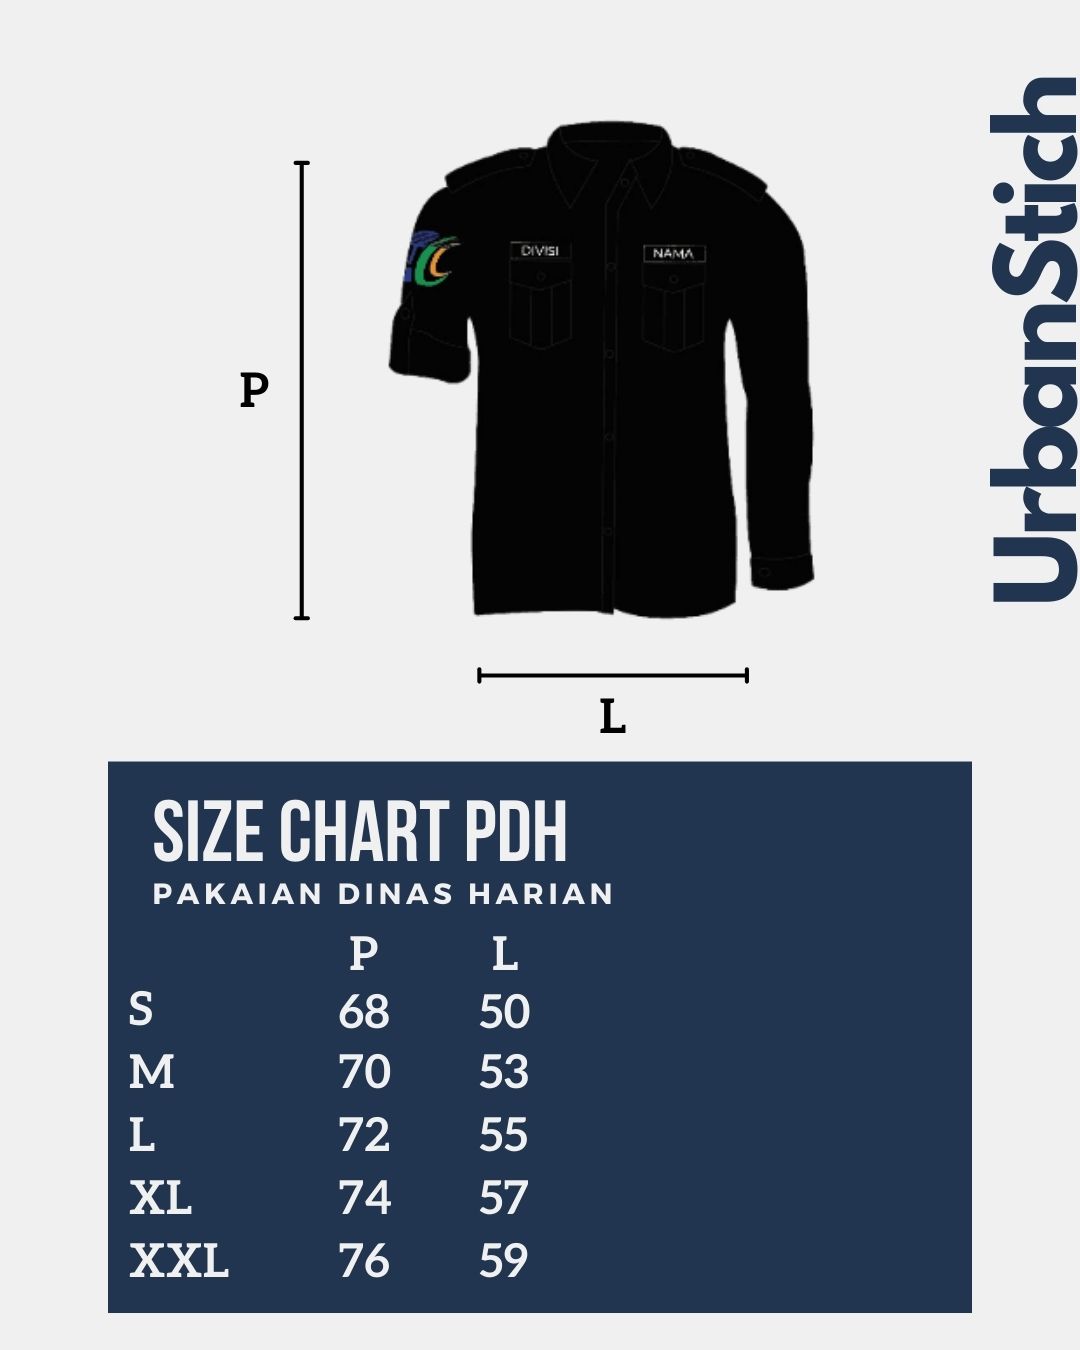 UrbanStich
DIVISI
NAMA
P
L
SIZE CHART PDH
PAKAIAN DINAS HARIAN
P L
S 68 50
M 70 53
L 72 55
XL 74 57
XXL 76 59